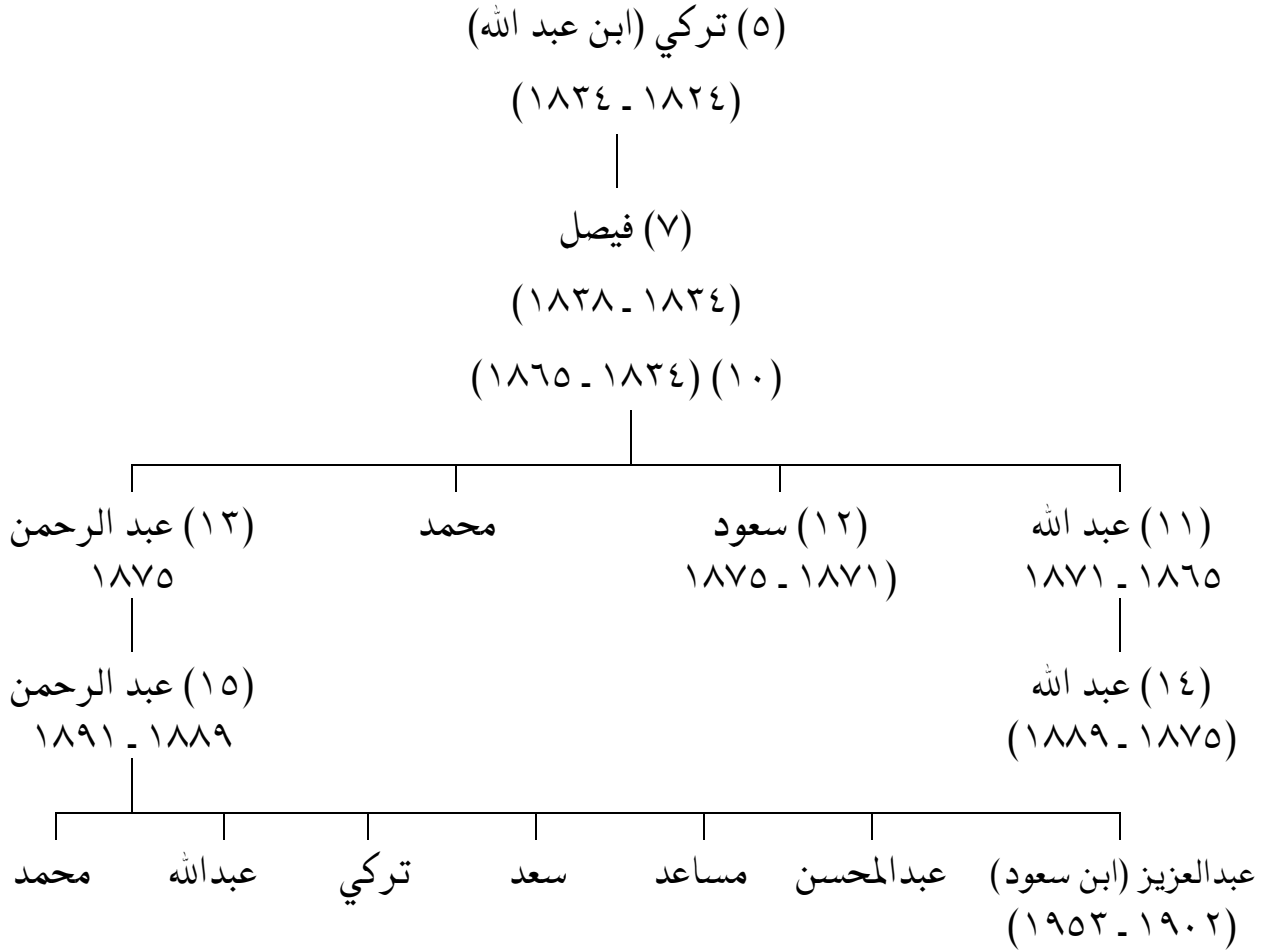 (٥) تركي (ابن عبد الله)
(١٨٢٤ - ١٨٣٤)
(٧) فيصل
(١٨٣٤ - ١٨٣٨)
(١٠) (١٨٣٤ - ١٨٦٥)
(١١) عبد الله (١٢) سعود محمد (١٣) عبد الرحمن
١٨٦٥ - ١٨٧١ (١٨٧١ - ١٨٧٥ ١٨٧٥
(١٤) عبد الله (١٥) عبد الرحمن
(١٨٧٥ - ١٨٨٩) ١٨٨٩ - ١٨٩١
عبدالعزيز (ابن سعود) عبدالمحسن مساعد سعد تركي عبدالله محمد
(١٩٠٢ - ١٩٥٣)